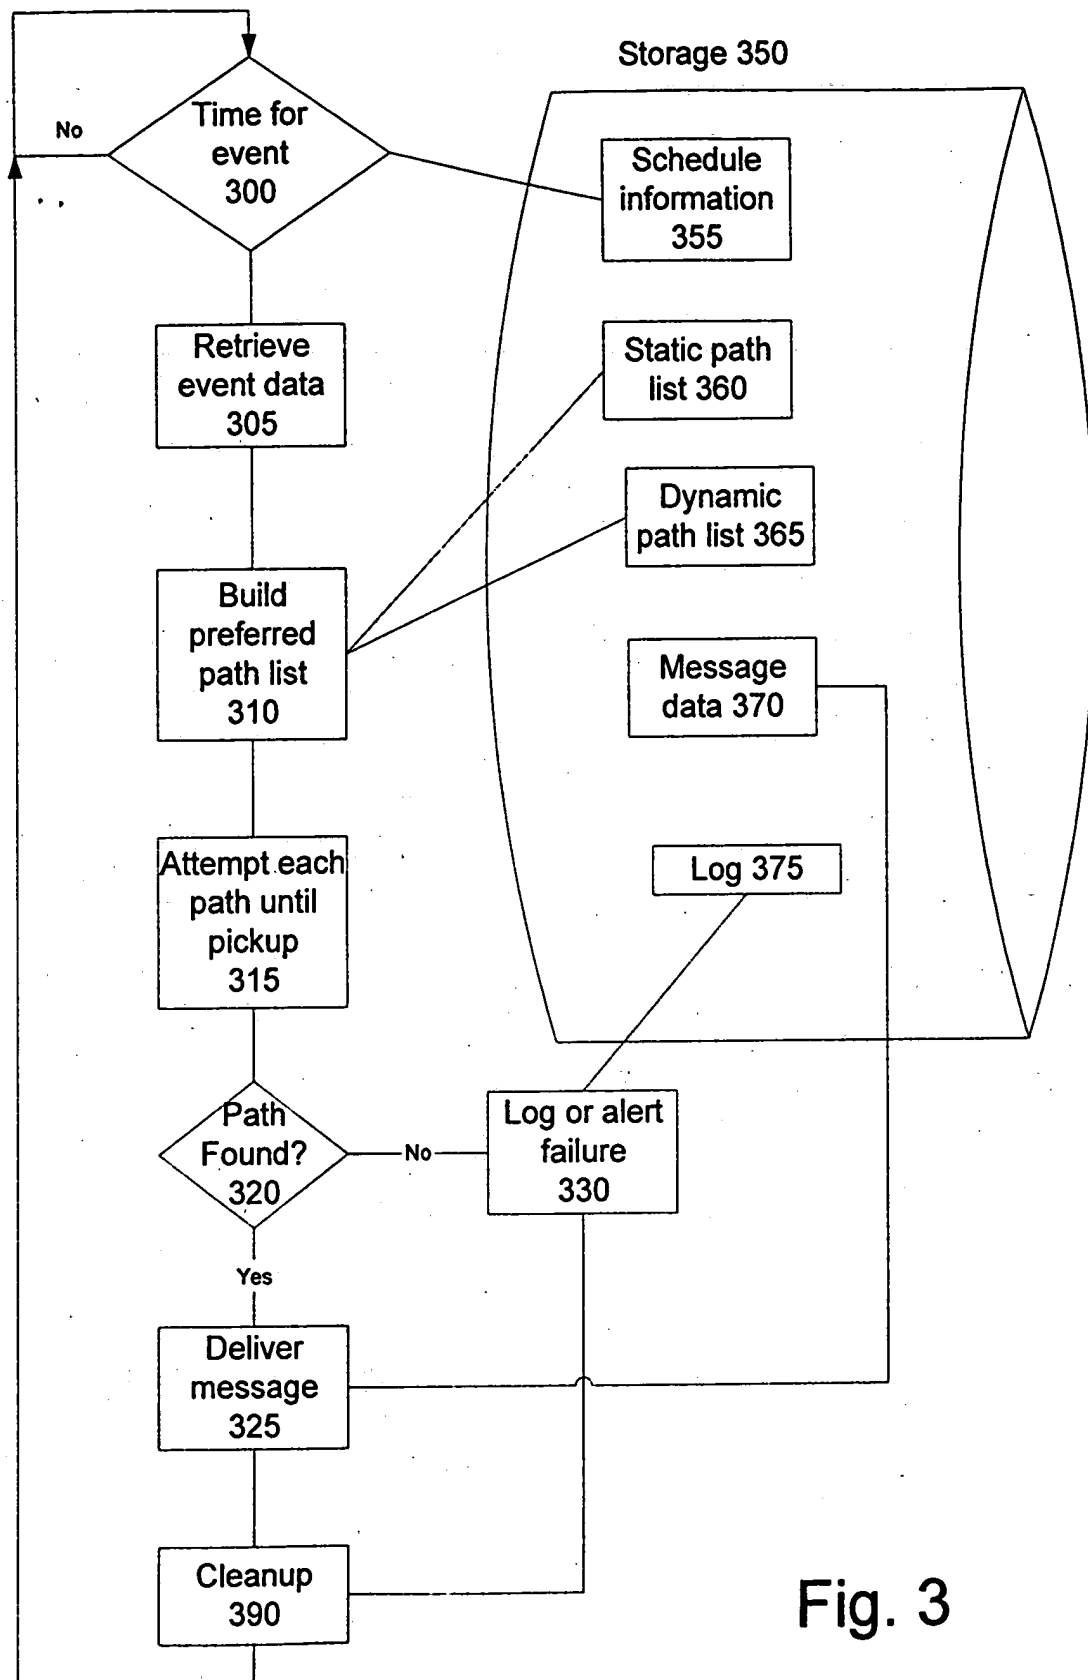 Storage 350
Time for
event
300
No
Schedule
information
355
Retrieve
event data
305
Static path
list 360
Dynamic
path list 365
Build
preferred
path list
310
Message
data 370
Attempt each
path until
pickup
315
Log 375
Path
Found?
320
No
Log or alert
failure
330
Yes
Deliver
message
325
Cleanup
390
Fig. 3